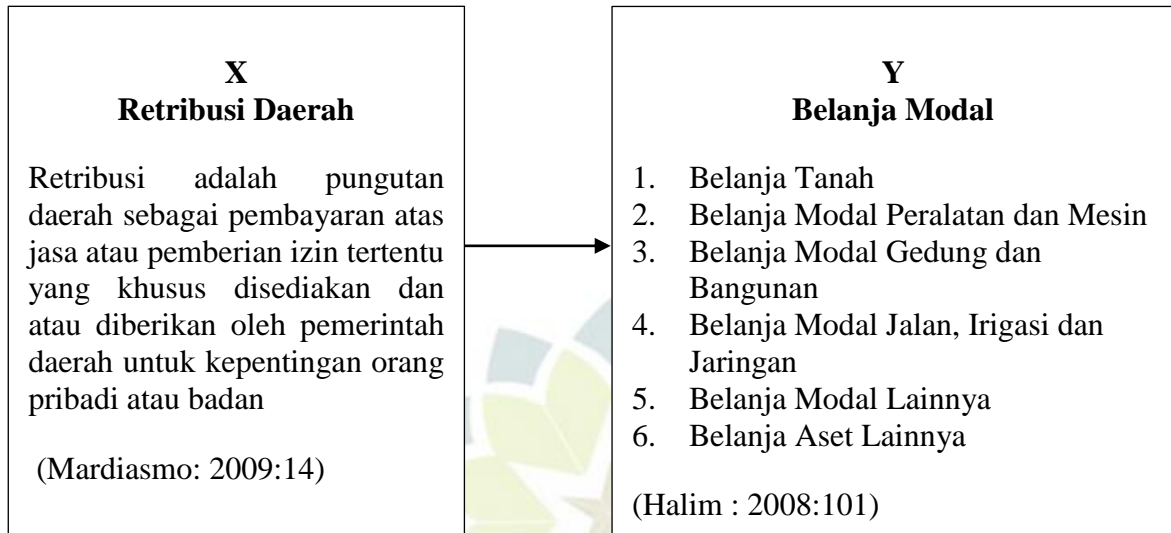 X
Retribusi Daerah
Retribusi adalah pungutan
daerah sebagai pembayaran atas
jasa atau pemberian izin tertentu
yang khusus disediakan dan
atau diberikan oleh pemerintah
daerah untuk kepentingan orang
pribadi atau badan
(Mardiasmo: 2009:14)
Y
Belanja Modal
1. Belanja Tanah
2. Belanja Modal Peralatan dan Mesin
3. Belanja Modal Gedung dan
Bangunan
4. Belanja Modal Jalan, Irigasi dan
Jaringan
5. Belanja Modal Lainnya
6. Belanja Aset Lainnya
(Halim : 2008:101)